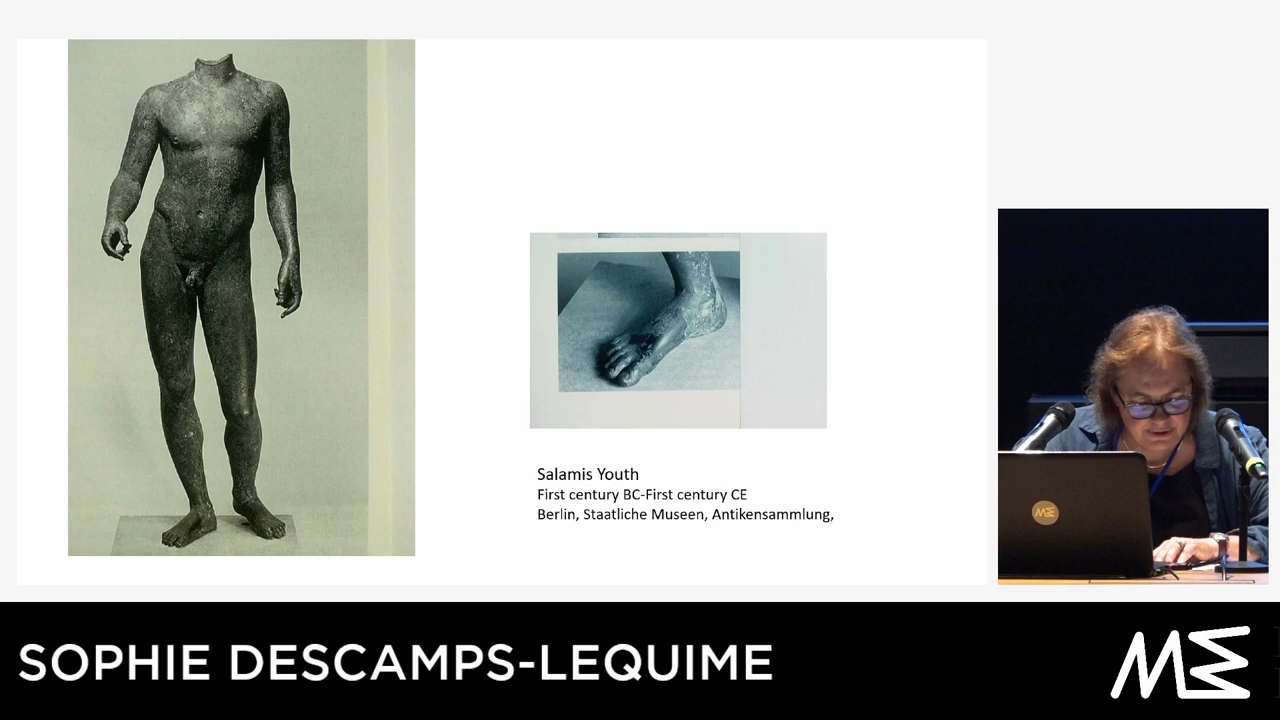 Salamis Youth
First century BC-First century CE
Berlin, Staatliche Museen, Antikensammlung,
SOPHIE DESCAMPS-LEQUIME